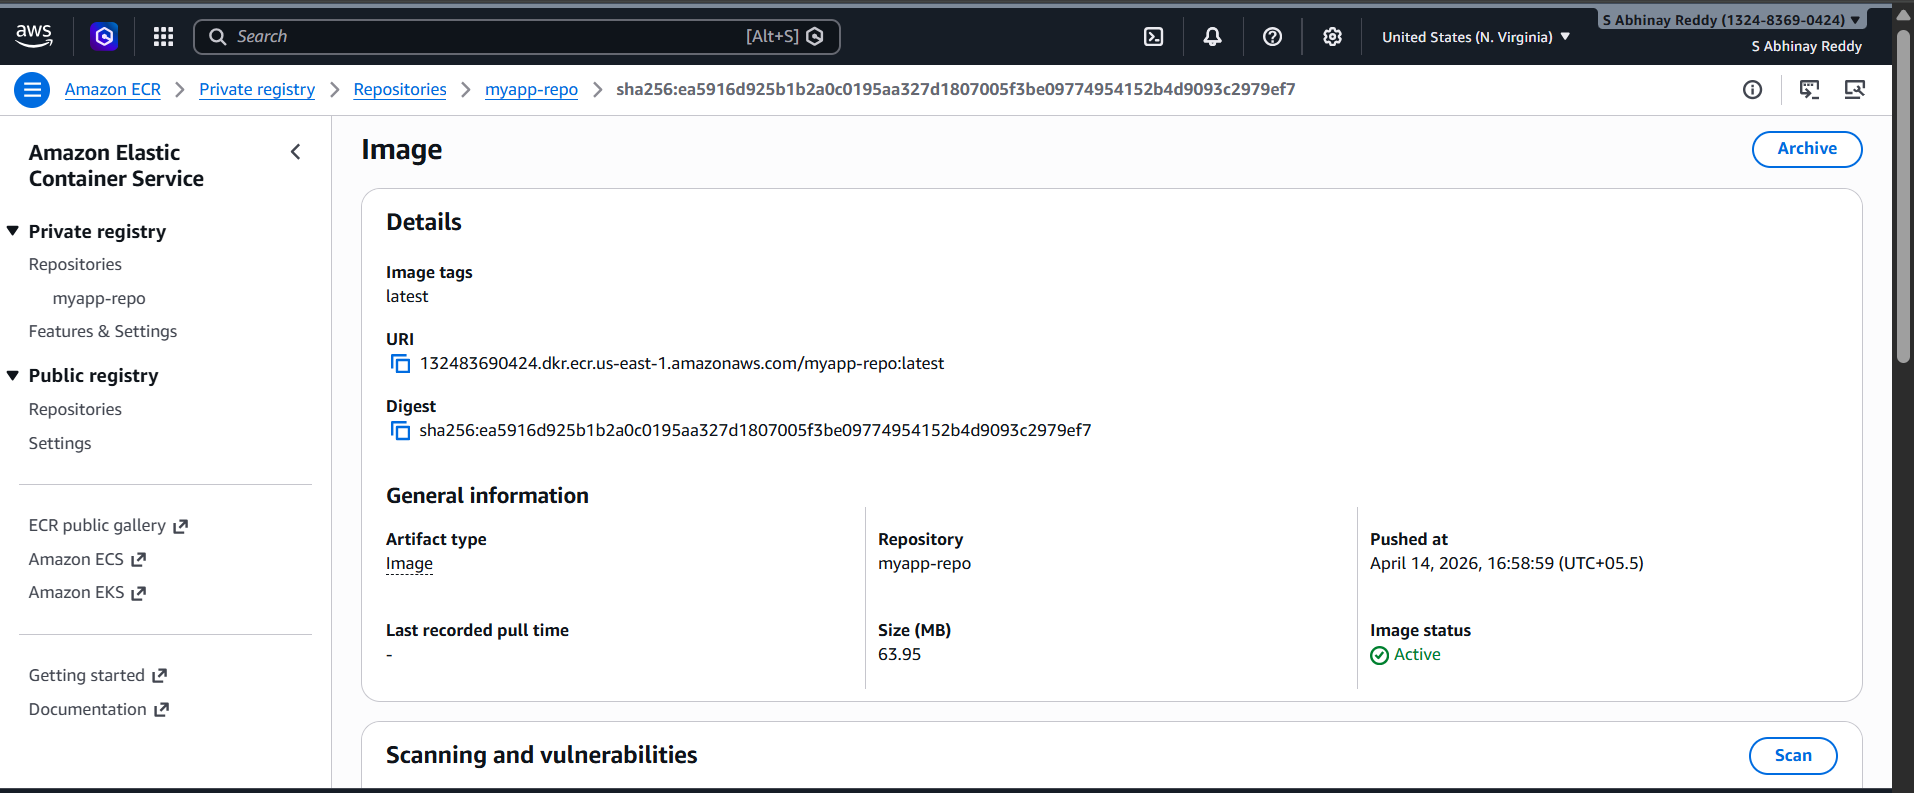 aws
Search [Alt+S]
United States (N. Virginia)
S Abhinay Reddy (1324-8369-0424)
S Abhinay Reddy
Amazon ECR
Private registry
Repositories
myapp-repo
sha256:ea5916d925b1b2a0c0195aa327d1807005f3be09774954152b4d9093c2979ef7
Amazon Elastic
Container Service
Private registry
Repositories
myapp-repo
Features & Settings
Public registry
Repositories
Settings
ECR public gallery
Amazon ECS
Amazon EKS
Getting started
Documentation
Image
Archive
Details
Image tags
latest
URI
132483690424.dkr.ecr.us-east-1.amazonaws.com/myapp-repo:latest
Digest
sha256:ea5916d925b1b2a0c0195aa327d1807005f3be09774954152b4d9093c2979ef7
General information
Artifact type
Image
Repository
myapp-repo
Pushed at
April 14, 2026, 16:58:59 (UTC+05.5)
Last recorded pull time
-
Size (MB)
63.95
Image status
Active
Scanning and vulnerabilities
Scan